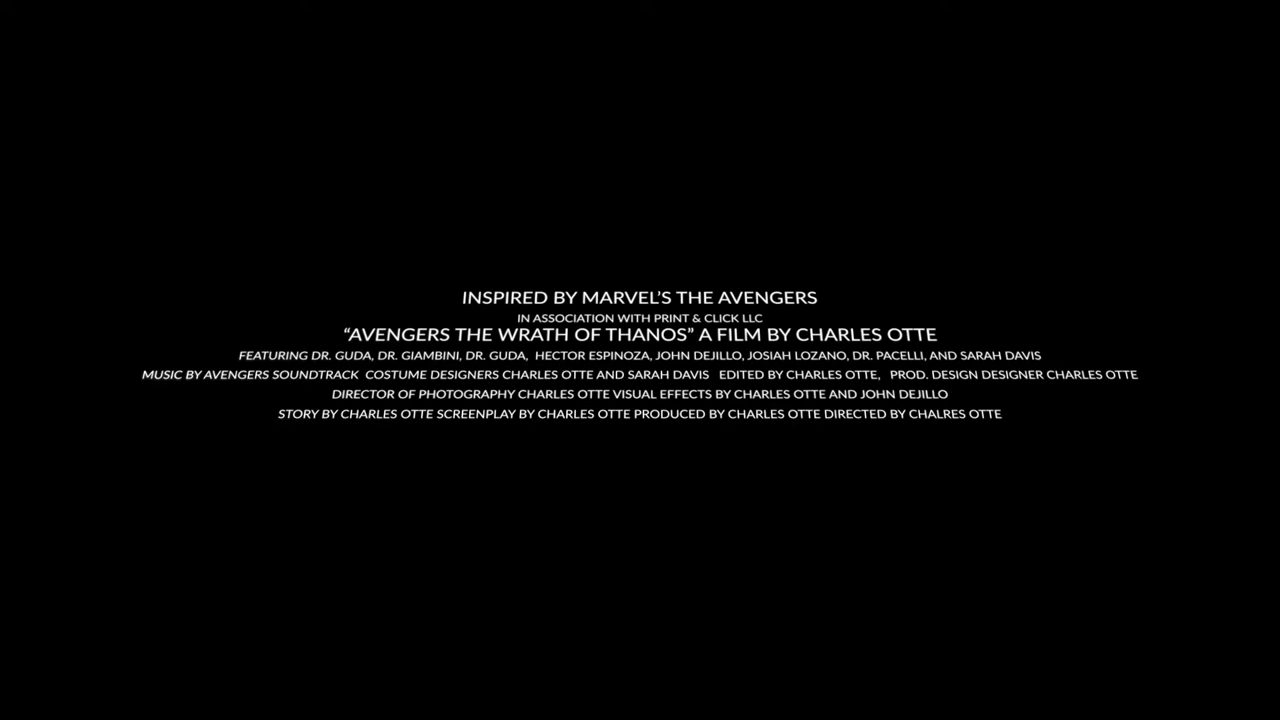 INSPIRED BY MARVEL'S THE AVENGERS
IN ASSOCIATION WITH PRINT & CLICK LLC
“AVENGERS THE WRATH OF THANOS” A FILM BY CHARLES OTTE
FEATURING DR. GUDA, DR. GIAMBINI, DR. GUDA, HECTOR ESPINOZA, JOHN DEJILLO, JOSIAH LOZANO, DR. PACELLI, AND SARAH DAVIS
MUSIC BY AVENGERS SOUNDTRACK COSTUME DESIGNERS CHARLES OTTE AND SARAH DAVIS EDITED BY CHARLES OTTE, PROD. DESIGN DESIGNER CHARLES OTTE
DIRECTOR OF PHOTOGRAPHY CHARLES OTTE VISUAL EFFECTS BY CHARLES OTTE AND JOHN DEJILLO
STORY BY CHARLES OTTE SCREENPLAY BY CHARLES OTTE PRODUCED BY CHARLES OTTE DIRECTED BY CHALRES OTTE